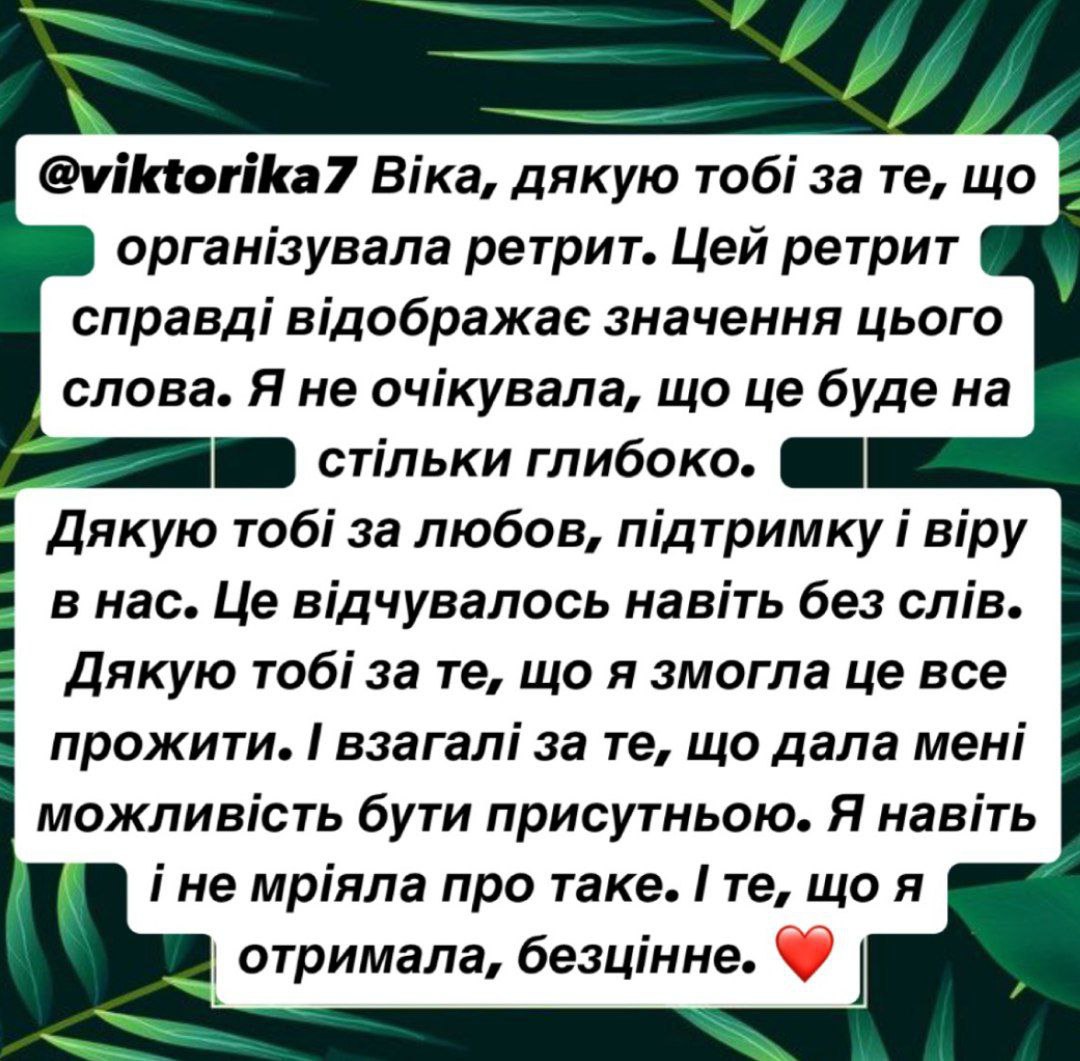 @viktorika7 Віка, дякую тобі за те, що
організувала ретрит. Цей ретрит
справді відображає значення цього
слова. Я не очікувала, що це буде на
стільки глибоко.
Дякую тобі за любов, підтримку і віру
в нас. Це відчувалось навіть без слів.
Дякую тобі за те, що я змогла це все
прожити. І взагалі за те, що дала мені
можливість бути присутньою. Я навіть
і не мріяла про таке. І те, що я
отримала, безцінне. ❤️